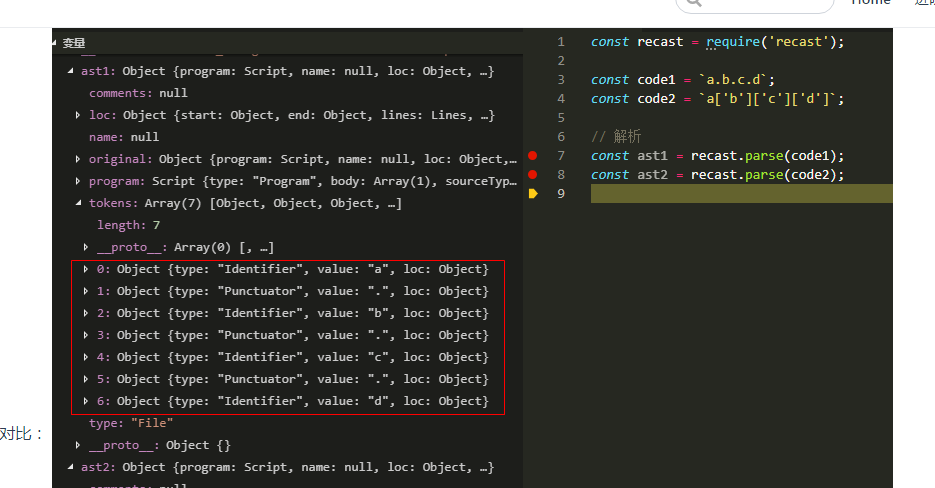 Home
变量
ast1: Object {program: Script, name: null, loc: Object, …}
comments: null
loc: Object {start: Object, end: Object, lines: Lines, …}
name: null
original: Object {program: Script, name: null, loc: Object,…
program: Script {type: "Program", body: Array(1), sourceTyp…
tokens: Array(7) [Object, Object, Object, …]
length: 7
__proto__: Array(0) [, …]
0: Object {type: "Identifier", value: "a", loc: Object}
1: Object {type: "Punctuator", value: ".", loc: Object}
2: Object {type: "Identifier", value: "b", loc: Object}
3: Object {type: "Punctuator", value: ".", loc: Object}
4: Object {type: "Identifier", value: "c", loc: Object}
5: Object {type: "Punctuator", value: ".", loc: Object}
6: Object {type: "Identifier", value: "d", loc: Object}
type: "File"
__proto__: Object {}
ast2: Object {program: Script, name: null, loc: Object, …}
对比：
1 const recast = require('recast');
2
3 const code1 = `a.b.c.d`;
4 const code2 = `a['b']['c']['d']`;
5
6 // 解析
7 const ast1 = recast.parse(code1);
8 const ast2 = recast.parse(code2);
9